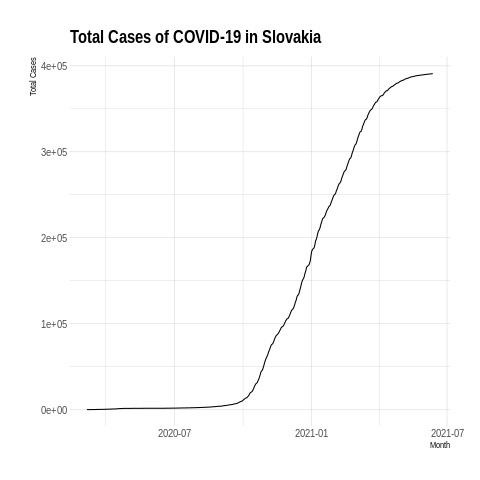 Total Cases of COVID-19 in Slovakia
Total Cases
4e+05
3e+05
2e+05
1e+05
0e+00
2020-07
2021-01
2021-07
Month